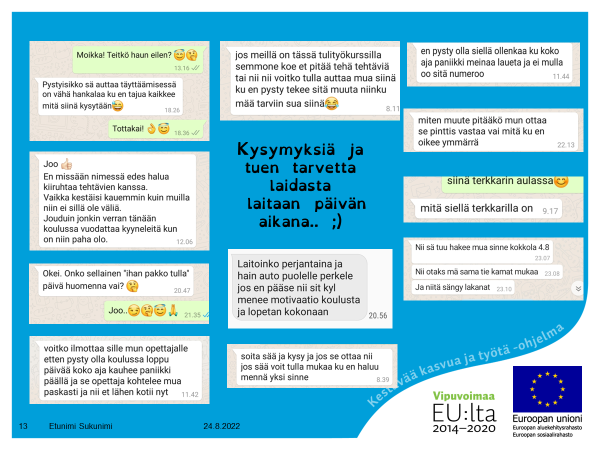 Moikka! Teitkö haun eilen? 😇🤔
13.16
Pystyisikko sä auttaa täyttäämisessä
on vähä hankalaa ku en tajua kaikkee
mitä siinä kysytään😂
18.26
Tottakai! 👌😇
18.36
Joo 👍🏻
En missään nimessä edes halua
kiiruhtaa tehtävien kanssa.
Vaikka kestäisi kauemmin kuin muilla
niin ei sillä ole väliä.
Jouduin jonkin verran tänään
koulussa vuodattaa kyyneleitä kun
on niin paha olo.
12.06
Okei. Onko sellainen "ihan pakko tulla"
päivä huomenna vai? 🤔
20.47
Joo..😏🤔😇🙏
21.35
voitko ilmottaa sille mun opettajalle
etten pysty olla koulussa loppu
päivää koko aja kauhee paniikki
päällä ja se opettaja kohtelee mua
paskasti ja nii et lähen kotii nyt
11.42
jos meillä on tässä tulityökurssilla
semmone koe et pitää tehä tehtäviä
tai nii nii voitko tulla auttaa mua siinä
ku en pysty tekee sitä muuta niinku
mää tarviin sua siinä😂
8.11
Kysymyksiä ja
tuen tarvetta
laidasta
laitaan päivän
aikana.. ;)
Laitoinko perjantaina ja
hain auto puolelle perkele
jos en pääse nii sit kyl
menee motivaatio koulusta
ja lopetan kokonaan
20.56
soita sää ja kysy ja jos se ottaa nii
jos sää voit tulla mukaa ku en haluu
mennä yksi sinne
8.39
en pysty olla siellä ollenkaa ku koko
aja paniikki meinaa laueta ja ei mulla
oo sitä numeroo
11.44
miten muute pitääkö mun ottaa
se pinttis vastaa vai mitä ku en
oikee ymmärrä
22.13
siinä terkkarin aulassa😊
mitä siellä terkkarilla on
9.17
Nii sä tuu hakee mua sinne kokkola 4.8
23.07
Nii otaks mä sama tie kamat mukaa
23.08
Ja niitä sängy lakanat
23.10
Kestävää kasvua ja työtä -ohjelma
Vipuvoimaa
EU:lta
2014–2020
Euroopan unioni
Euroopan aluekehitysrahasto
Euroopan sosiaalirahasto
13 Etunimi Sukunimi 24.8.2022